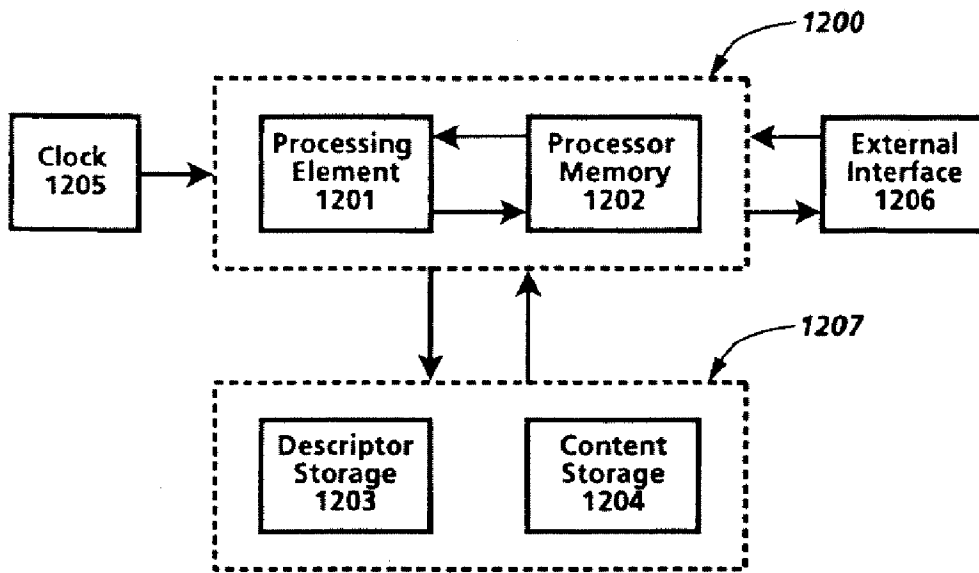 1200
Clock
1205
Processing
Element
1201
Processor
Memory
1202
External
Interface
1206
1207
Descriptor
Storage
1203
Content
Storage
1204